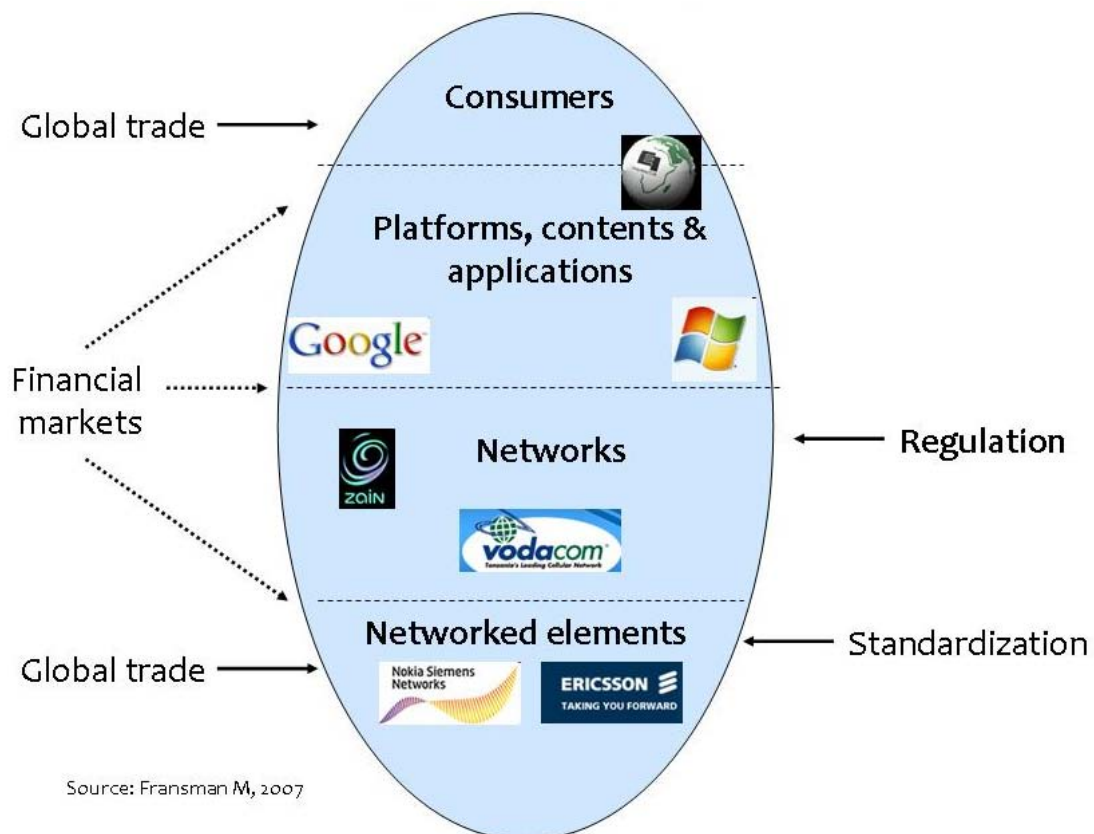 Consumers
Global trade
Platforms, contents &
applications
Google
Financial
markets
Networks
Regulation
zain
vodacom
Tanzania's Leading Cellular Network
Networked elements
Standardization
Global trade
Nokia Siemens
Networks
ERICSSON
TAKING YOU FORWARD
Source: Fransman M, 2007